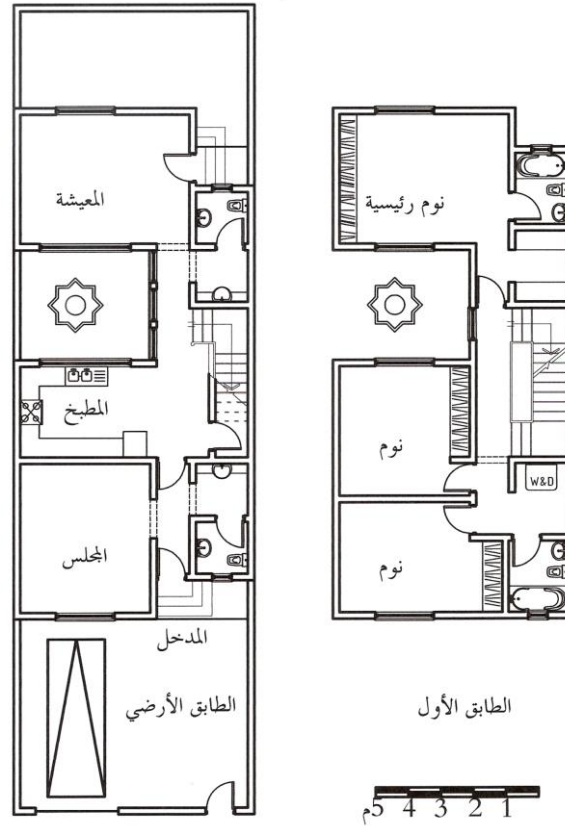 المعيشة
المطبخ
المجلس
المدخل
الطابق الأرضي
نوم رئيسية
نوم
W&D
نوم
الطابق الأول
5م 4 3 2 1